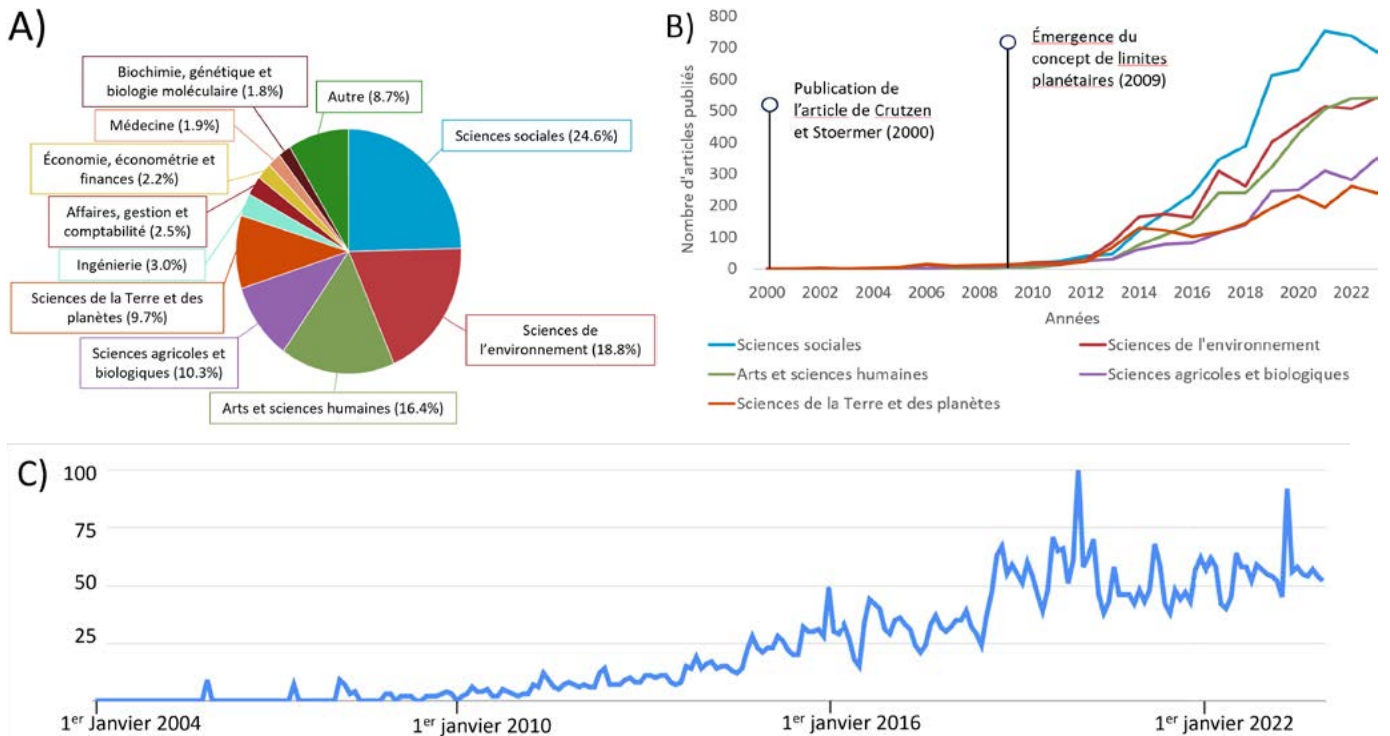 A)
Biochimie, génétique et
biologie moléculaire (1.8%)
Autre (8.7%)
Médecine (1.9%)
Sciences sociales (24.6%)
Économie, économétrie et
finances (2.2%)
Affaires, gestion et
comptabilité (2.5%)
Ingénierie (3.0%)
Sciences de la Terre et des
planètes (9.7%)
Sciences de
l'environnement (18.8%)
Sciences agricoles et
biologiques (10.3%)
Arts et sciences humaines (16.4%)
B)
Nombre d'articles publiés
800
700
600
500
400
300
200
100
0
Publication de
l'article de Crutzen
et Stoermer (2000)
Émergence du
concept de limites
planétaires (2009)
2000 2002 2004 2006 2008 2010 2012 2014 2016 2018 2020 2022
Années
Sciences sociales
Sciences de l'environnement
Arts et sciences humaines
Sciences agricoles et biologiques
Sciences de la Terre et des planètes
C)
100
75
50
25
1er Janvier 2004
1er janvier 2010
1er janvier 2016
1er janvier 2022